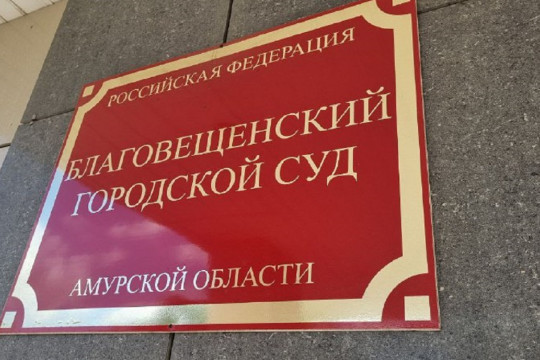 РОССИЙСКАЯ ФЕДЕРАЦИЯ
БЛАГОВЕЩЕНСКИЙ
ГОРОДСКОЙ СУД
АМУРСКОЙ ОБЛАСТИ